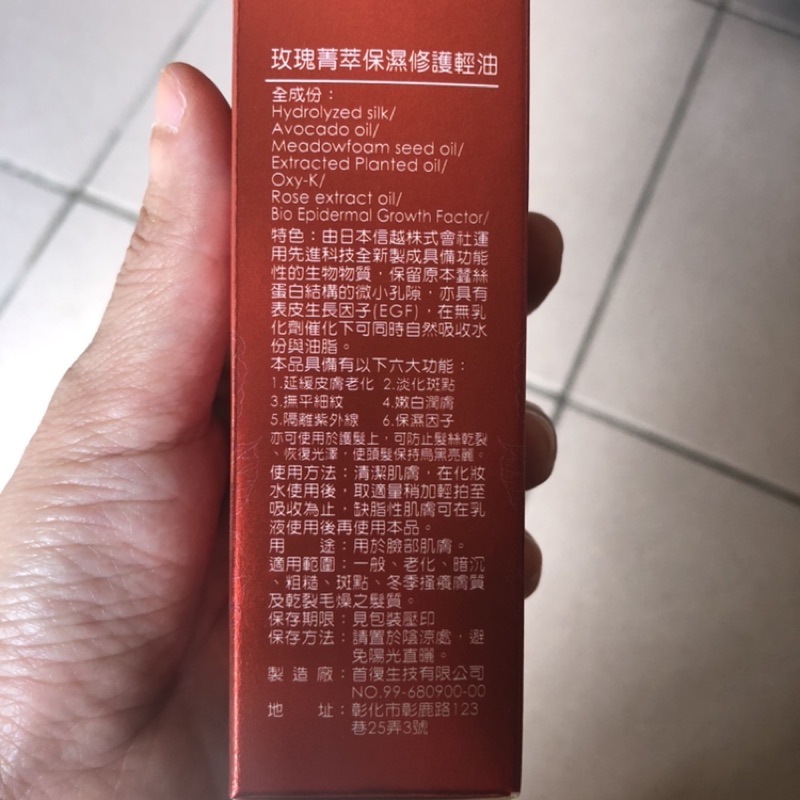 玫瑰菁萃保濕修護輕油
全成份：
Hydrolyzed silk/
Avocado oil/
Meadowfoam seed oil/
Extracted Planted oil/
Oxy-K/
Rose extract oil/
Bio Epidermal Growth Factor/
特色：由日本信越株式會社運
用先進科技全新製成具備功能
性的生物物質，保留原本蠶絲
蛋白結構的微小孔隙，亦具有
表皮生長因子(EGF)，在無乳
化劑催化下可同時自然吸收水
份與油脂。
本品具備有以下六大功能：
1.延緩皮膚老化 2.淡化斑點
3.撫平細紋 4.嫩白潤膚
5.隔離紫外線 6.保濕因子
亦可使用於護髮上，可防止髮絲乾裂
、恢復光澤，使頭髮保持烏黑亮麗。
使用方法：清潔肌膚，在化妝
水使用後，取適量稍加輕拍至
吸收為止，缺脂性肌膚可在乳
液使用後再使用本品。
用 途：用於臉部肌膚。
適用範圍：一般、老化、暗沉
、粗糙、斑點、冬季搔癢膚質
及乾裂毛燥之髮質。
保存期限：見包裝壓印
保存方法：請置於陰涼處，避
免陽光直曬。
製造廠：首復生技有限公司
NO.99-680900-00
地 址：彰化市彰鹿路123
巷25弄3號